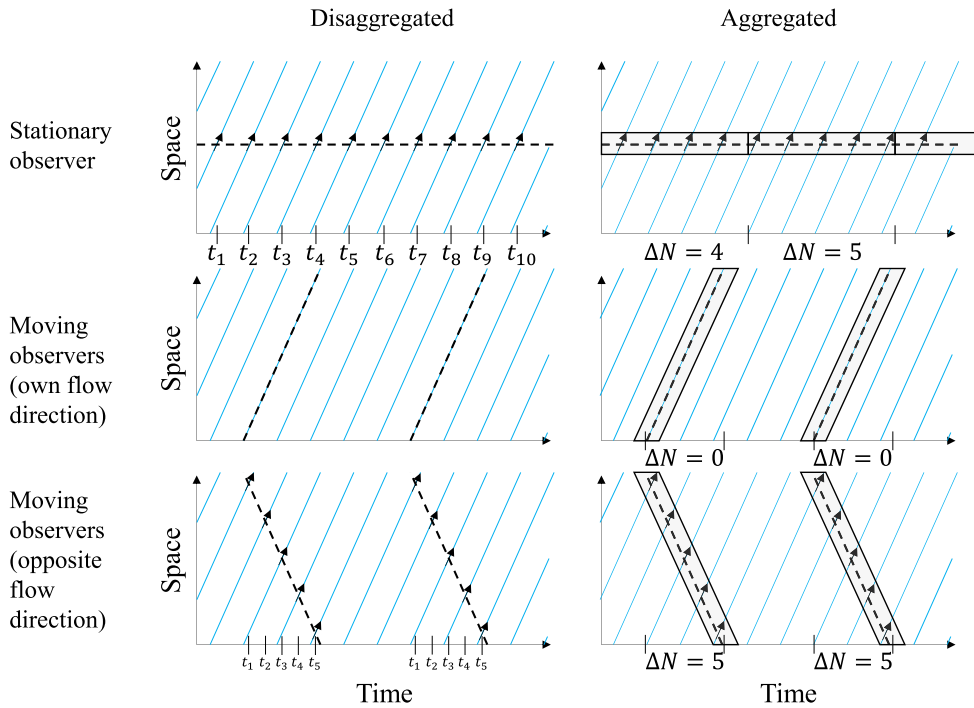 Disaggregated
Aggregated
Stationary
observer
Space
t₁ t₂ t₃ t₄ t₅ t₆ t₇ t₈ t₉ t₁₀
ΔN = 4
ΔN = 5
Moving
observers
(own flow
direction)
Space
ΔN = 0
ΔN = 0
Moving
observers
(opposite
flow
direction)
Space
t₁ t₂ t₃ t₄ t₅
t₁ t₂ t₃ t₄ t₅
ΔN = 5
ΔN = 5
Time
Time